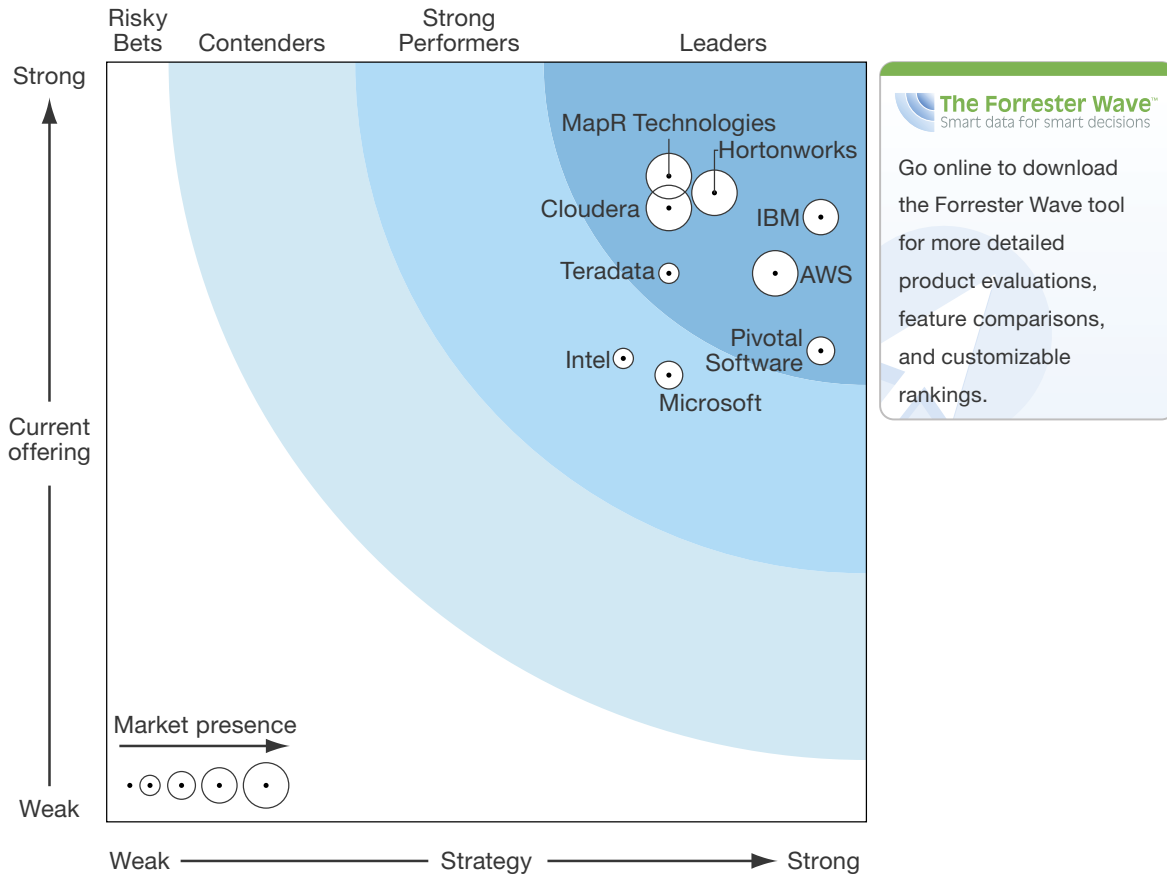 Risky
Bets
Contenders
Strong
Performers
Leaders
Strong
MapR Technologies
Hortonworks
Cloudera
IBM
Teradata
AWS
Pivotal
Software
Intel
Microsoft
Current
offering
Market presence
Weak
Weak
Strategy
Strong
The Forrester Wave™
Smart data for smart decisions
Go online to download
the Forrester Wave tool
for more detailed
product evaluations,
feature comparisons,
and customizable
rankings.